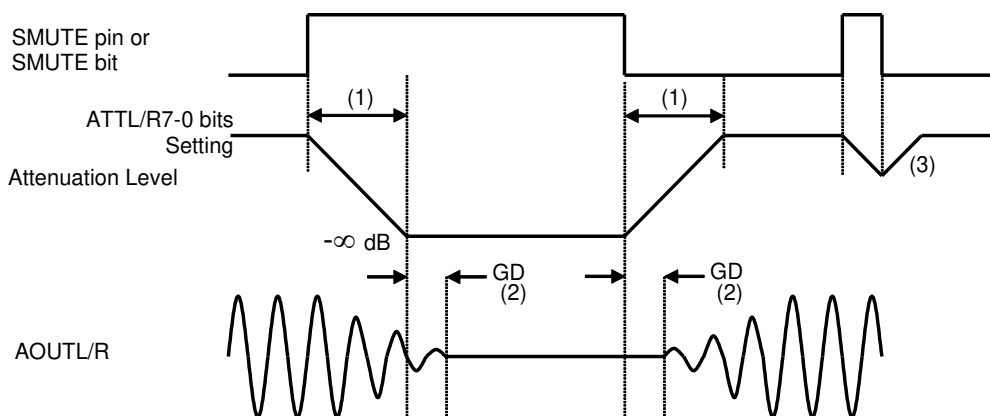 SMUTE pin or
SMUTE bit
(1)
(1)
ATTL/R7-0 bits
Setting
Attenuation Level
(3)
-∞ dB
GD
(2)
GD
(2)
AOUTL/R